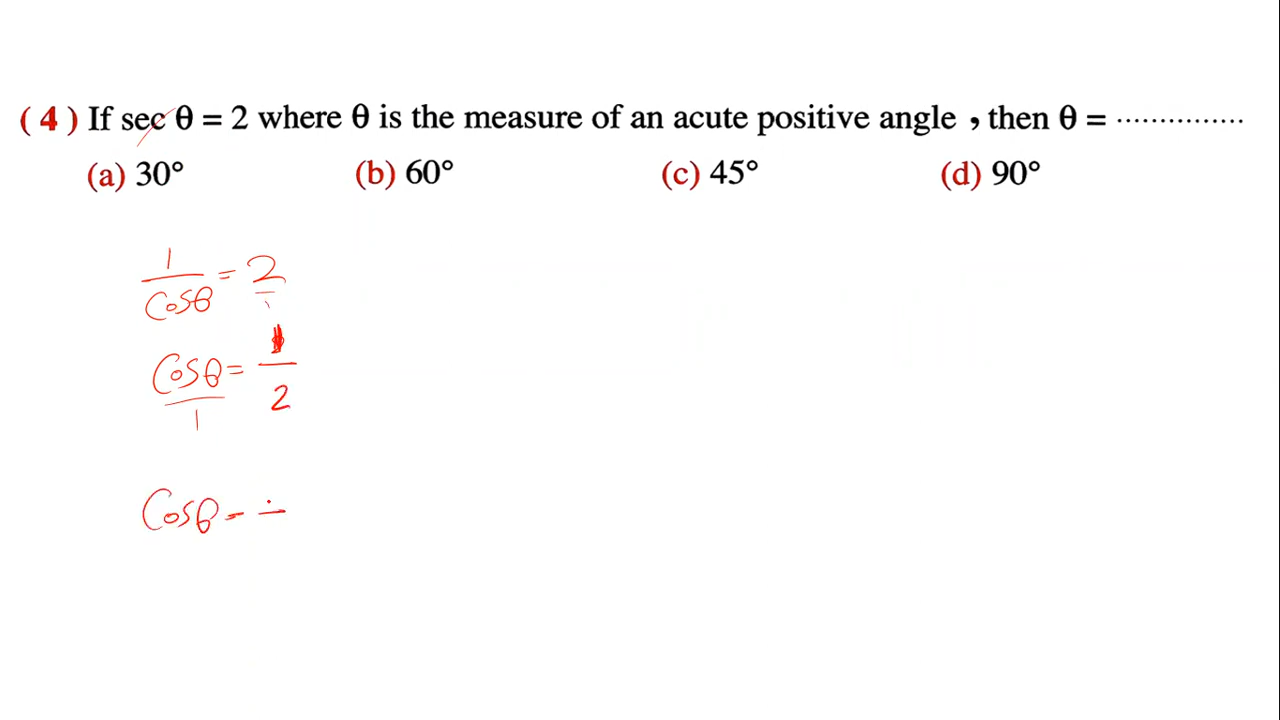 ( 4 ) If sec θ = 2 where θ is the measure of an acute positive angle , then θ = ...............
(a) 30° (b) 60° (c) 45° (d) 90°
1/cosθ = 2/1
cosθ/1 = 1/2
cosθ =